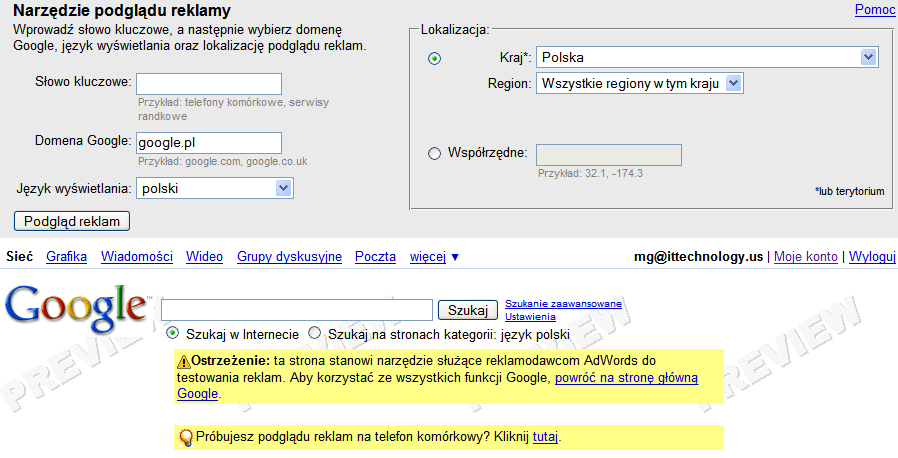 Narzędzie podglądu reklamy
Pomoc
Wprowadź słowo kluczowe, a następnie wybierz domenę
Google, język wyświetlania oraz lokalizację podglądu reklam.
Słowo kluczowe:
Przykład: telefony komórkowe, serwisy
randkowe
Domena Google: google.pl
Przykład: google.com, google.co.uk
Język wyświetlania: polski
Podgląd reklam
Lokalizacja:
Kraj*: Polska
Region: Wszystkie regiony w tym kraju
Współrzędne:
Przykład: 32.1, -174.3
*lub terytorium
Sieć Grafika Wiadomości Wideo Grupy dyskusyjne Poczta więcej ▼
mg@ittechnology.us | Moje konto | Wyloguj
Google™
Szukaj
Szukanie zaawansowane
Ustawienia
Szukaj w Internecie Szukaj na stronach kategorii: język polski
Ostrzeżenie: ta strona stanowi narzędzie służące reklamodawcom AdWords do
testowania reklam. Aby korzystać ze wszystkich funkcji Google, powróć na stronę główną
Google.
Próbujesz podglądu reklam na telefon komórkowy? Kliknij tutaj.
PREVIEW
PREVIEW
PREVIEW
PREVIEW